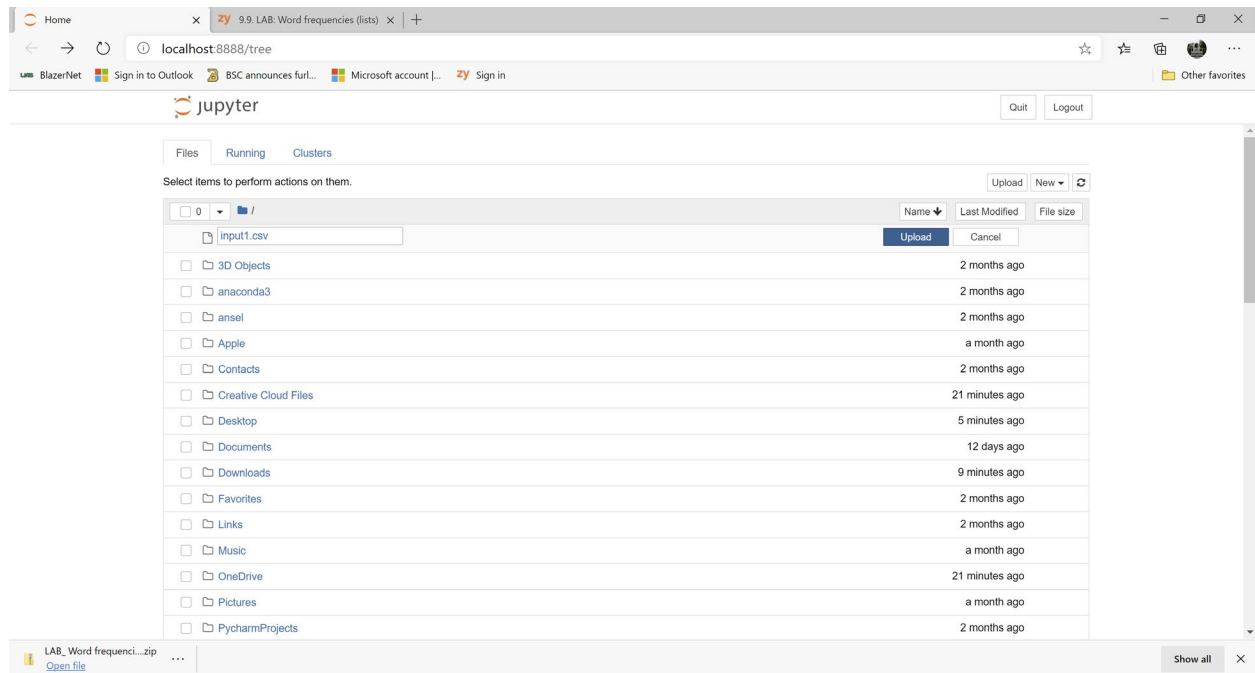 Home
zy 9.9. LAB: Word frequencies (lists)
localhost:8888/tree
BlazerNet Sign in to Outlook BSC announces furl... Microsoft account |... zy Sign in Other favorites
jupyter Quit Logout
Files Running Clusters
Select items to perform actions on them. Upload New
0 / Name Last Modified File size
input1.csv Upload Cancel
3D Objects 2 months ago
anaconda3 2 months ago
ansel 2 months ago
Apple a month ago
Contacts 2 months ago
Creative Cloud Files 21 minutes ago
Desktop 5 minutes ago
Documents 12 days ago
Downloads 9 minutes ago
Favorites 2 months ago
Links 2 months ago
Music a month ago
OneDrive 21 minutes ago
Pictures a month ago
PycharmProjects 2 months ago
LAB_ Word frequenci....zip
Open file Show all